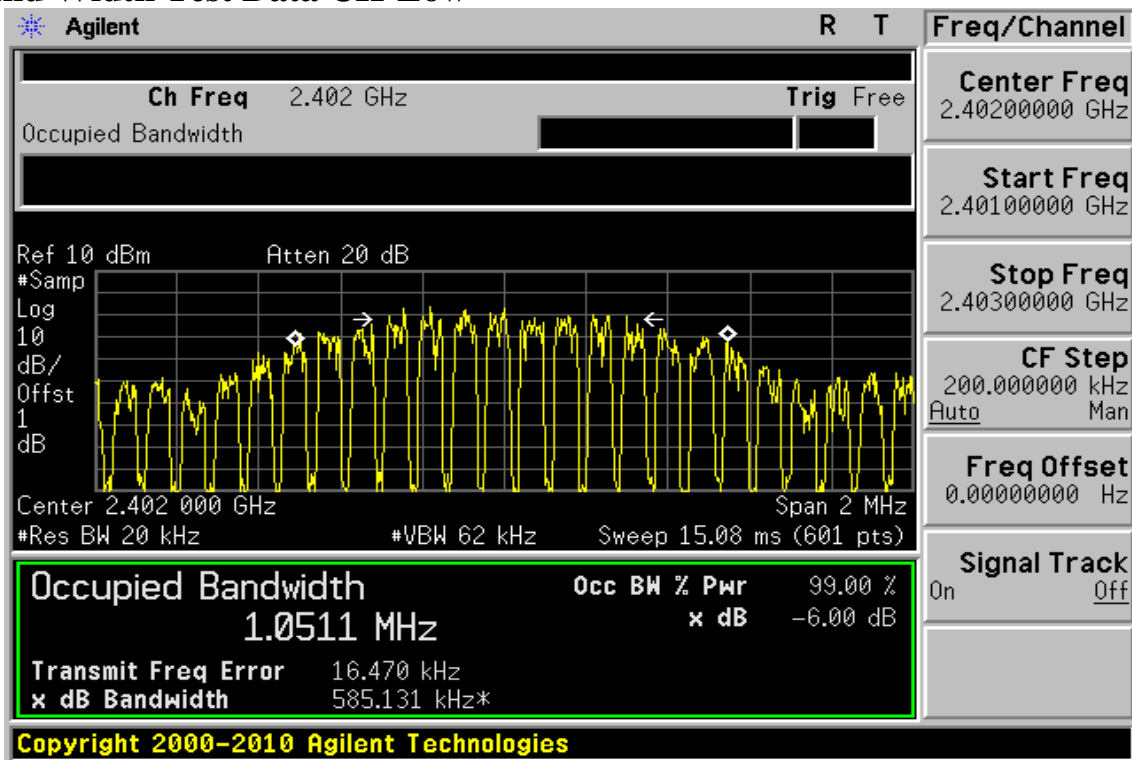 Agilent R T
Freq/Channel
Ch Freq 2.402 GHz Trig Free
Occupied Bandwidth
Center Freq
2.40200000 GHz
Start Freq
2.40100000 GHz
Stop Freq
2.40300000 GHz
CF Step
200.000000 kHz
Auto Man
Freq Offset
0.00000000 Hz
Signal Track
On Off
Ref 10 dBm Atten 20 dB
#Samp
Log
10
dB/
Offst
1
dB
Center 2.402 000 GHz Span 2 MHz
#Res BW 20 kHz #VBW 62 kHz Sweep 15.08 ms (601 pts)
Occupied Bandwidth Occ BW % Pwr 99.00 %
1.0511 MHz x dB -6.00 dB
Transmit Freq Error 16.470 kHz
x dB Bandwidth 585.131 kHz*
Copyright 2000-2010 Agilent Technologies